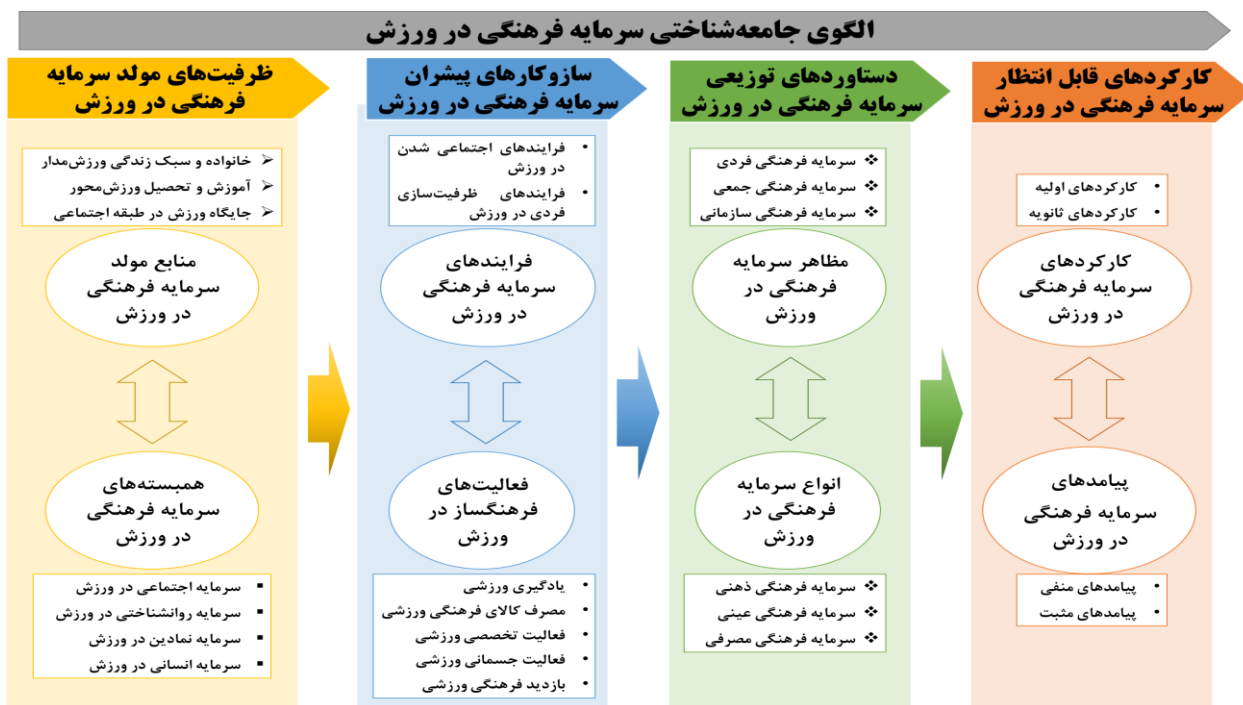 الگوی جامعه‌شناختی سرمایه فرهنگی در ورزش
ظرفیت‌های مولد سرمایه
فرهنگی در ورزش
خانواده و سبک زندگی ورزش‌مدار
آموزش و تحصیل ورزش‌محور
جایگاه ورزش در طبقه اجتماعی
منابع مولد
سرمایه
فرهنگی
در ورزش
همبسته‌های
سرمایه
فرهنگی
در ورزش
سرمایه اجتماعی در ورزش
سرمایه روانشناختی در ورزش
سرمایه نمادین در ورزش
سرمایه انسانی در ورزش
سازوکارهای پیشران
سرمایه فرهنگی در ورزش
فرایندهای اجتماعی شدن
در ورزش
فرایندهای ظرفیت‌سازی
فردی در ورزش
فرایندهای
سرمایه
فرهنگی
در ورزش
فعالیت‌های
فرهنگساز در
ورزش
یادگیری ورزشی
مصرف کالای فرهنگی ورزشی
فعالیت تخصصی ورزشی
فعالیت جسمانی ورزشی
بازدید فرهنگی ورزشی
دستاوردهای توزیعی
سرمایه فرهنگی در ورزش
سرمایه فرهنگی فردی
سرمایه فرهنگی جمعی
سرمایه فرهنگی سازمانی
مظاهر سرمایه
فرهنگی در
ورزش
انواع سرمایه
فرهنگی در
ورزش
سرمایه فرهنگی ذهنی
سرمایه فرهنگی عینی
سرمایه فرهنگی مصرفی
کارکردهای قابل انتظار
سرمایه فرهنگی در ورزش
کارکردهای اولیه
کارکردهای ثانویه
کارکردهای
سرمایه فرهنگی
در ورزش
پیامدهای
سرمایه فرهنگی
در ورزش
پیامدهای منفی
پیامدهای مثبت